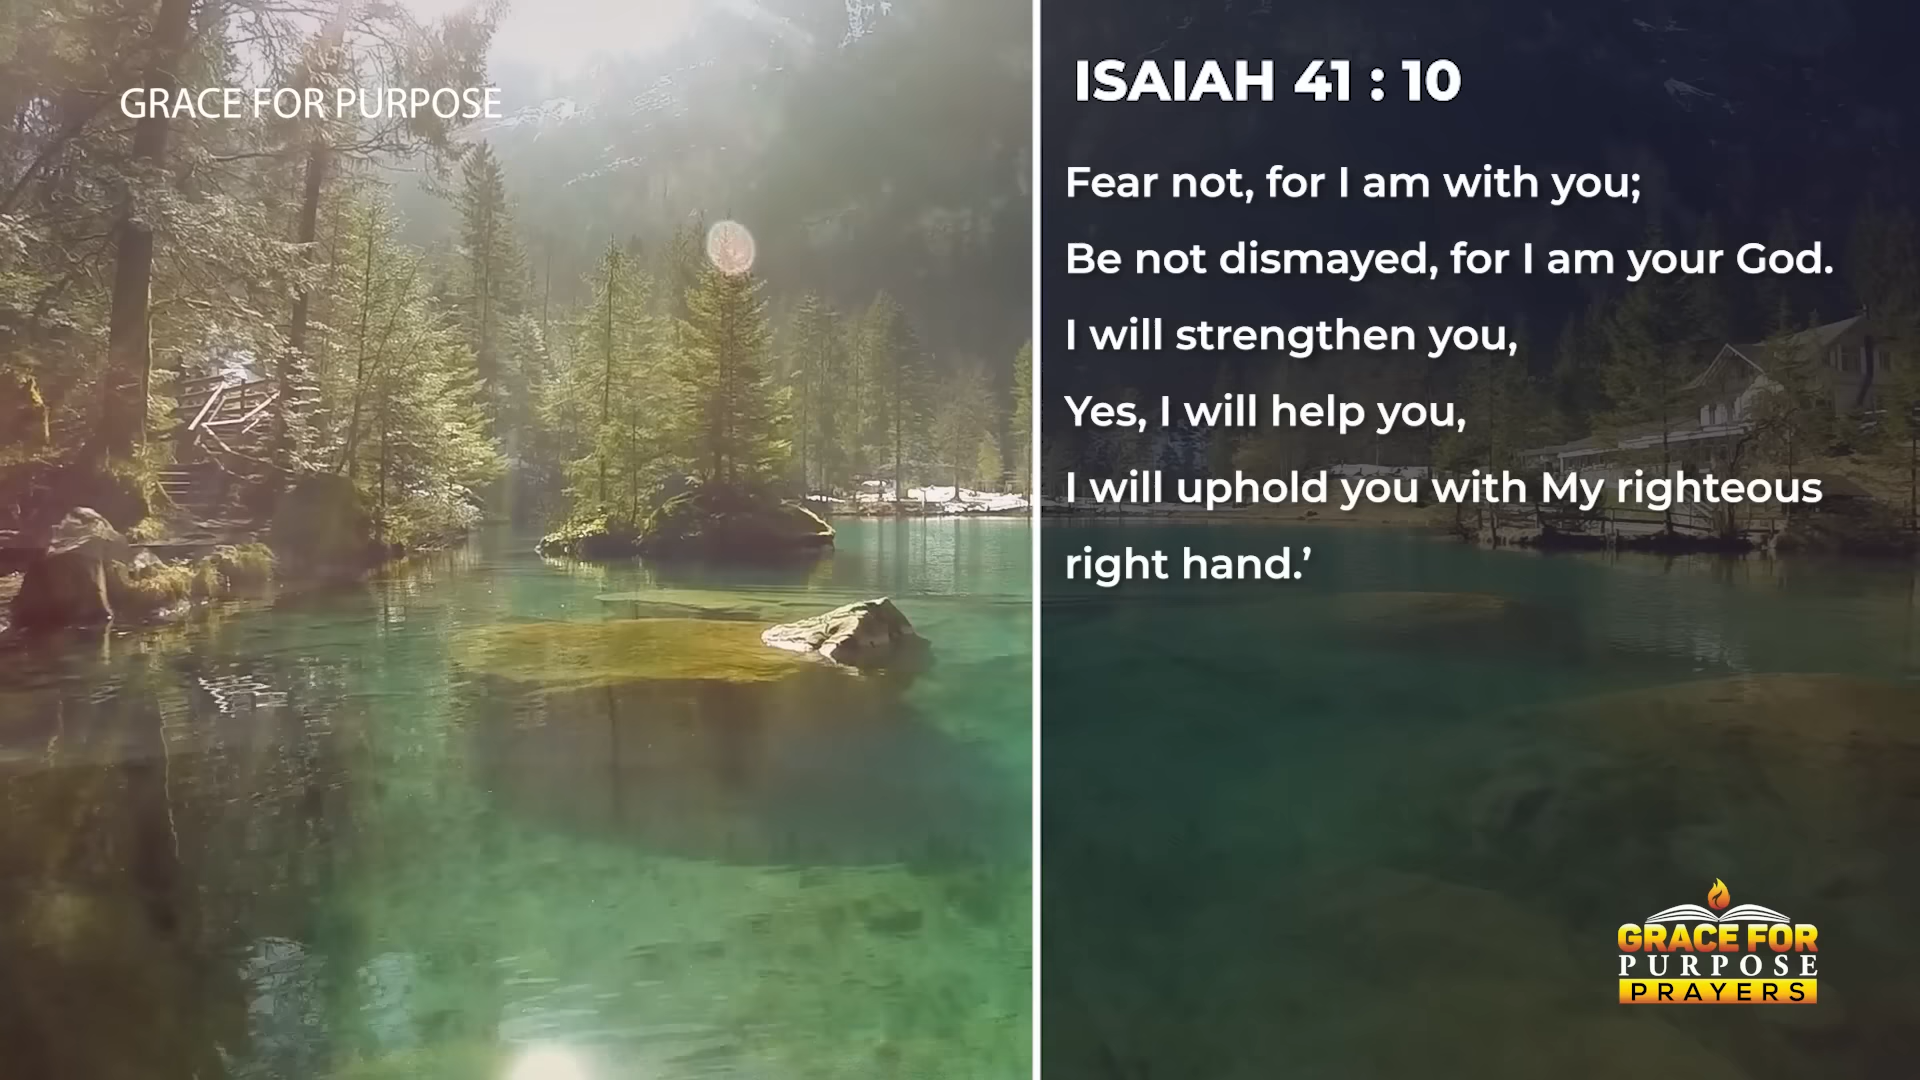 GRACE FOR PURPOSE
ISAIAH 41 : 10
Fear not, for I am with you;
Be not dismayed, for I am your God.
I will strengthen you,
Yes, I will help you,
I will uphold you with My righteous
right hand.’
GRACE FOR
PURPOSE
PRAYERS